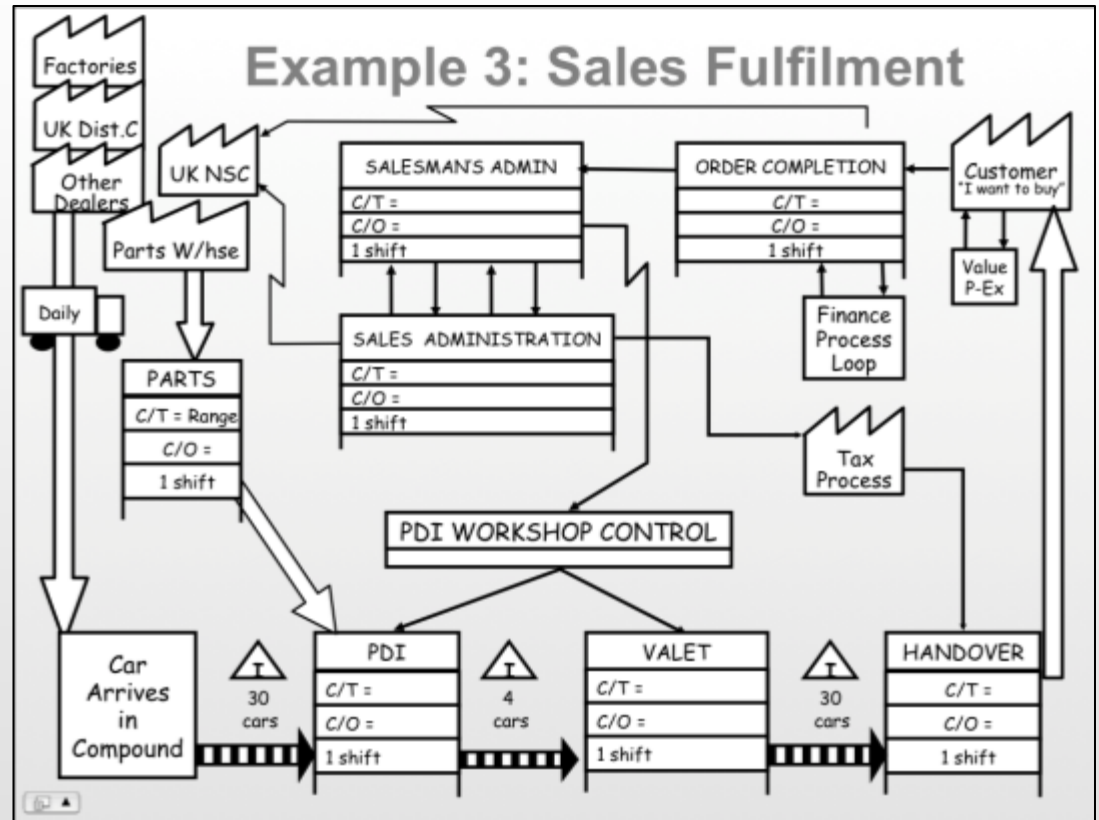 Example 3: Sales Fulfilment
Factories
UK Dist.C
Other
Dealers
UK NSC
Parts W/hse
Daily
SALESMAN'S ADMIN
C/T =
C/O =
1 shift
ORDER COMPLETION
C/T =
C/O =
1 shift
Customer
"I want to buy"
Value
P-Ex
Finance
Process
Loop
SALES ADMINISTRATION
C/T =
C/O =
1 shift
PARTS
C/T = Range
C/O =
1 shift
Tax
Process
PDI WORKSHOP CONTROL
Car
Arrives
in
Compound
I
30
cars
PDI
C/T =
C/O =
1 shift
I
4
cars
VALET
C/T =
C/O =
1 shift
I
30
cars
HANDOVER
C/T =
C/O =
1 shift